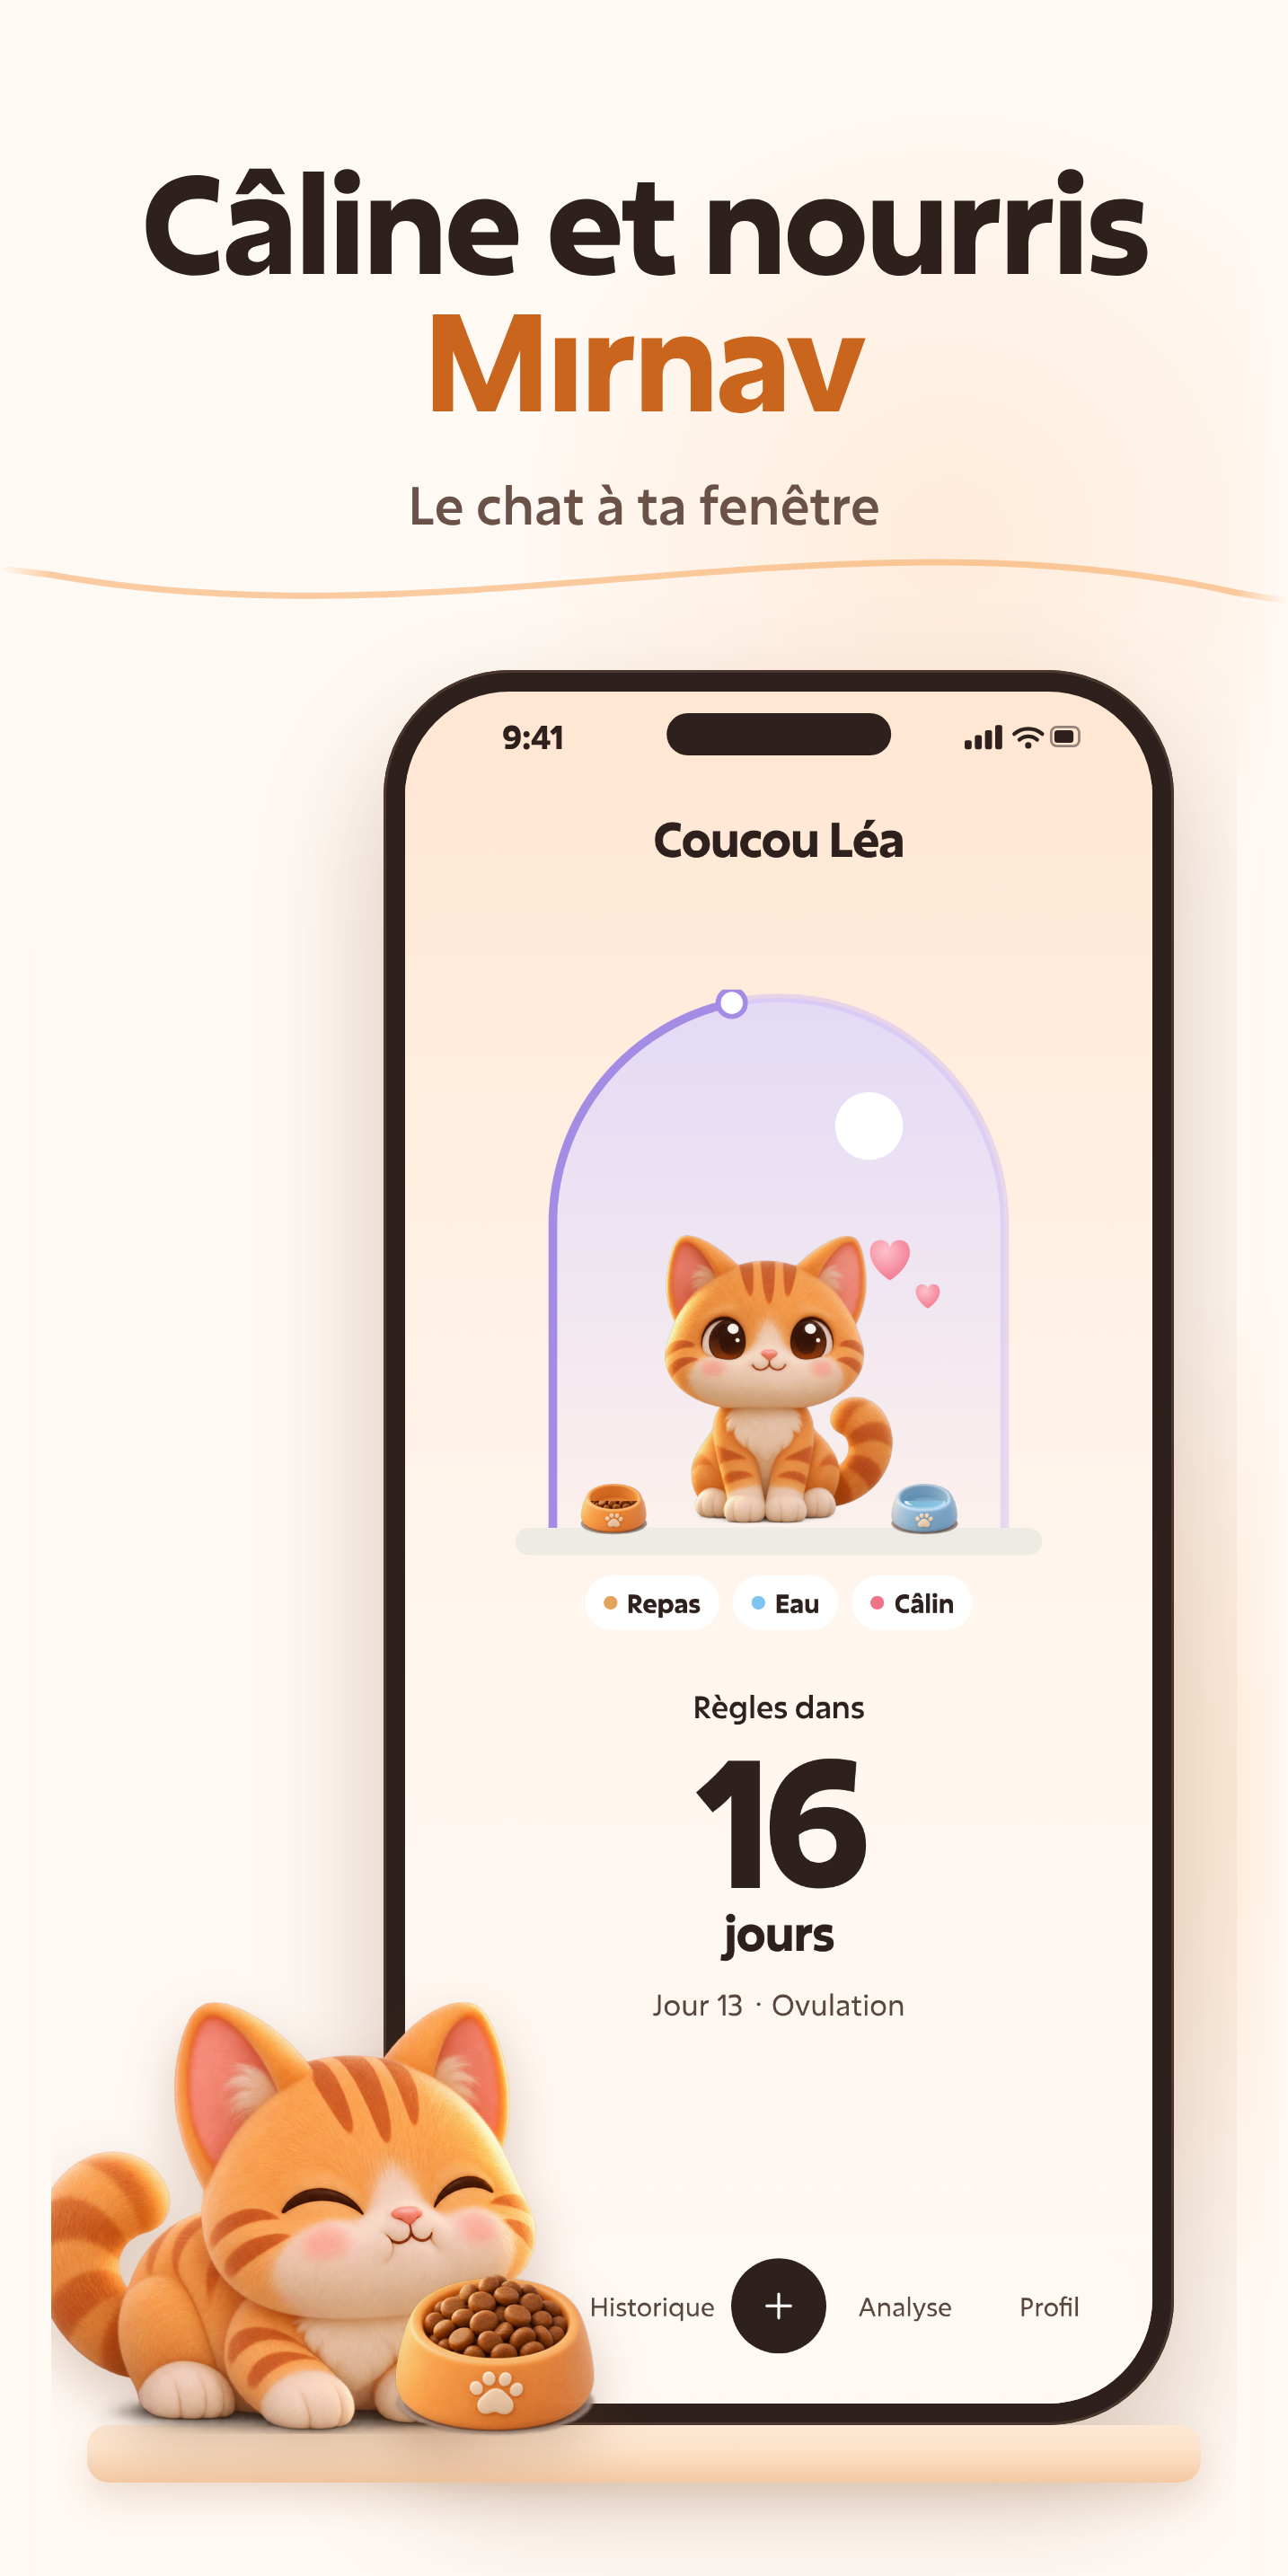 Câline et nourris
Mırnav
Le chat à ta fenêtre
9:41
Coucou Léa
Repas Eau Câlin
Règles dans
16
jours
Jour 13 · Ovulation
Historique + Analyse Profil